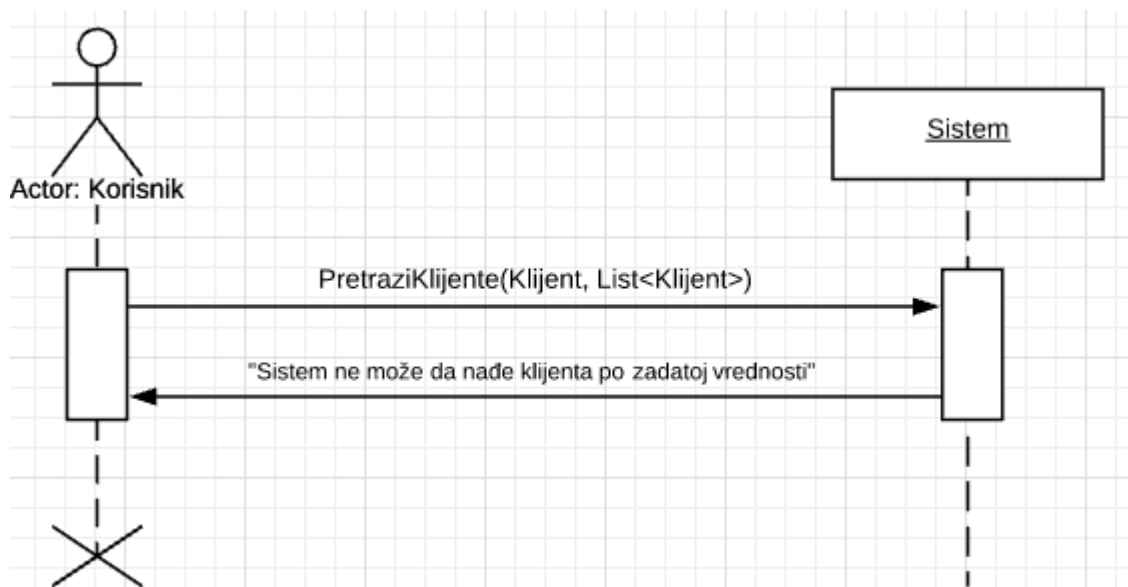 Sistem
Actor: Korisnik
PretraziKlijente(Klijent, List<Klijent>)
"Sistem ne može da nađe klijenta po zadatoj vrednosti"